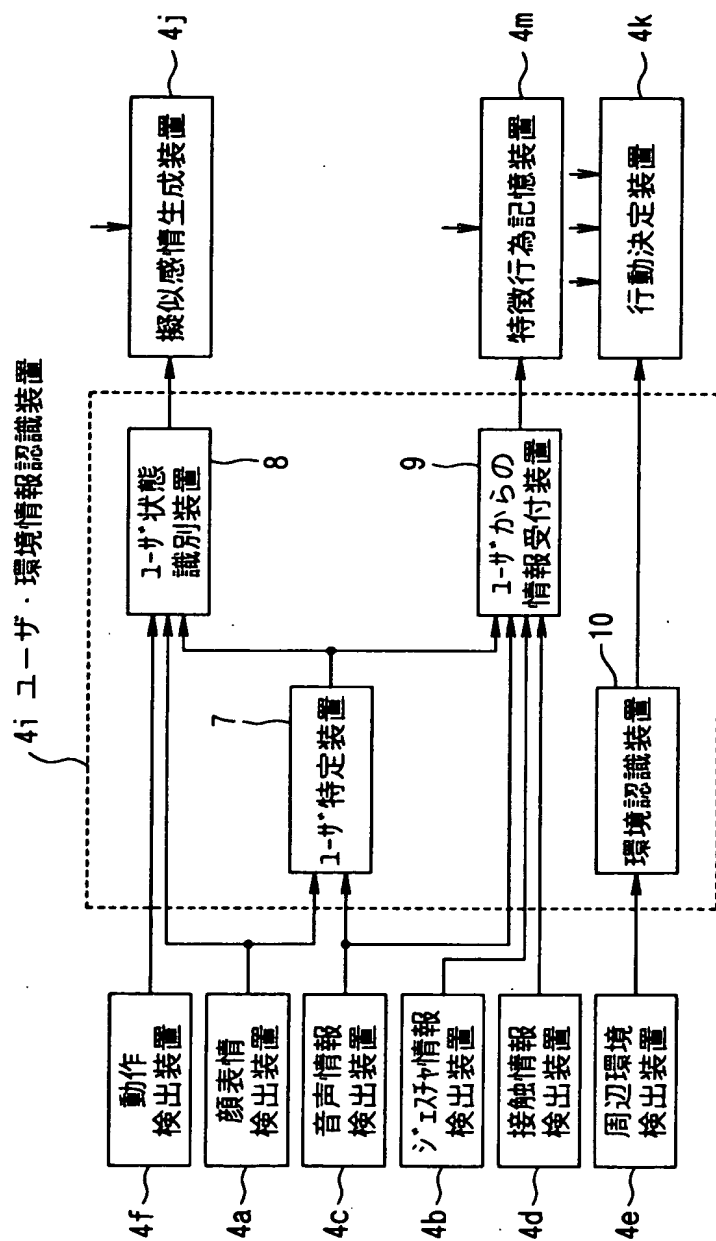 4i ユーザ・環境情報認識装置
動作
検出装置
4f
顔表情
検出装置
4a
音声情報
検出装置
4c
ジェスチャ情報
検出装置
4b
接触情報
検出装置
4d
周辺環境
検出装置
4e
ユーザ特定装置
7
ユーザ状態
識別装置
8
ユーザからの
情報受付装置
9
環境認識装置
10
擬似感情生成装置
4j
特徴行為記憶装置
4m
行動決定装置
4k